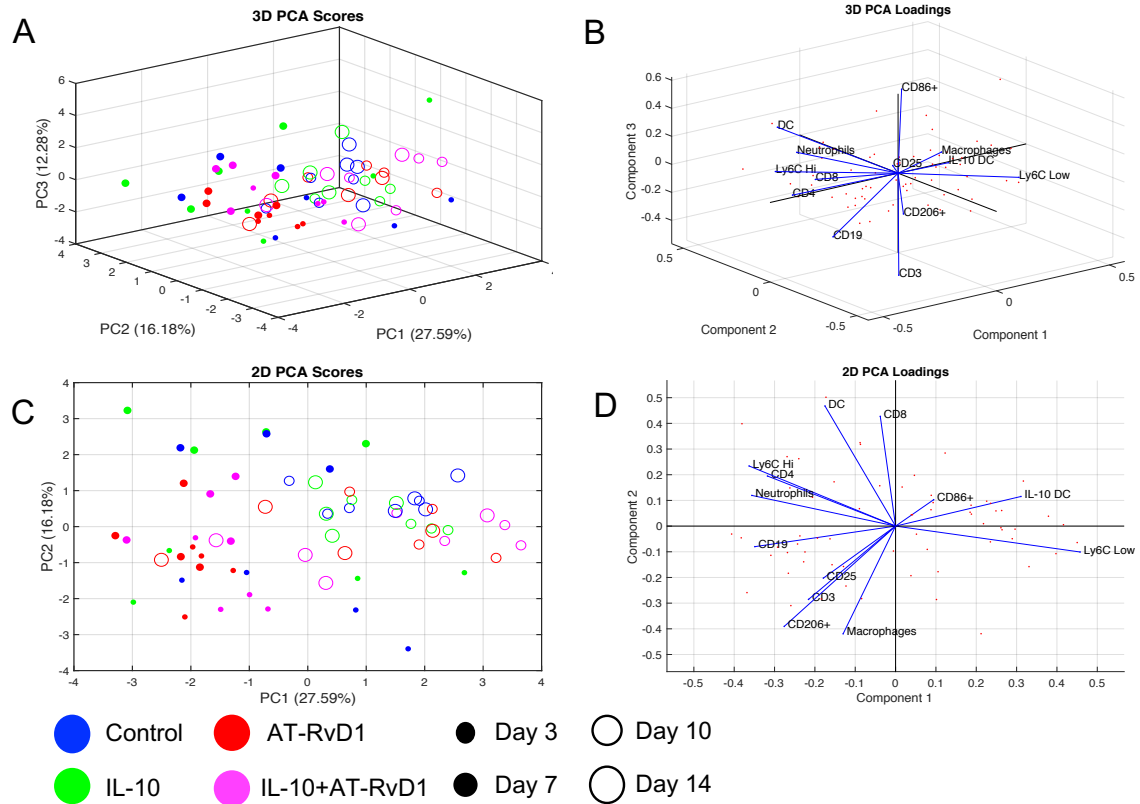 A
3D PCA Scores
6
4
2
0
-2
-4
PC3 (12.28%)
4
3
2
1
0
-1
-2
-3
-4
PC2 (16.18%)
-4
-2
0
2
PC1 (27.59%)
B
3D PCA Loadings
0.6
0.4
0.2
0
-0.2
-0.4
Component 3
0.5
0
-0.5
Component 2
-0.5
0
0.5
Component 1
CD86+
DC
Neutrophils
Macrophages
CD25
IL-10 DC
Ly6C Hi
CD8
Ly6C Low
CD4
CD206+
CD19
CD3
C
2D PCA Scores
4
3
2
1
0
-1
-2
-3
-4
PC2 (16.18%)
-4 -3 -2 -1 0 1 2 3 4
PC1 (27.59%)
D
2D PCA Loadings
0.5
0.4
0.3
0.2
0.1
0
-0.1
-0.2
-0.3
-0.4
-0.5
Component 2
DC
CD8
Ly6C Hi
CD4
Neutrophils
CD86+
IL-10 DC
CD19
Ly6C Low
CD25
CD3
CD206+
Macrophages
-0.5 -0.4 -0.3 -0.2 -0.1 0 0.1 0.2 0.3 0.4 0.5
Component 1
Control AT-RvD1 Day 3 Day 10
IL-10 IL-10+AT-RvD1 Day 7 Day 14